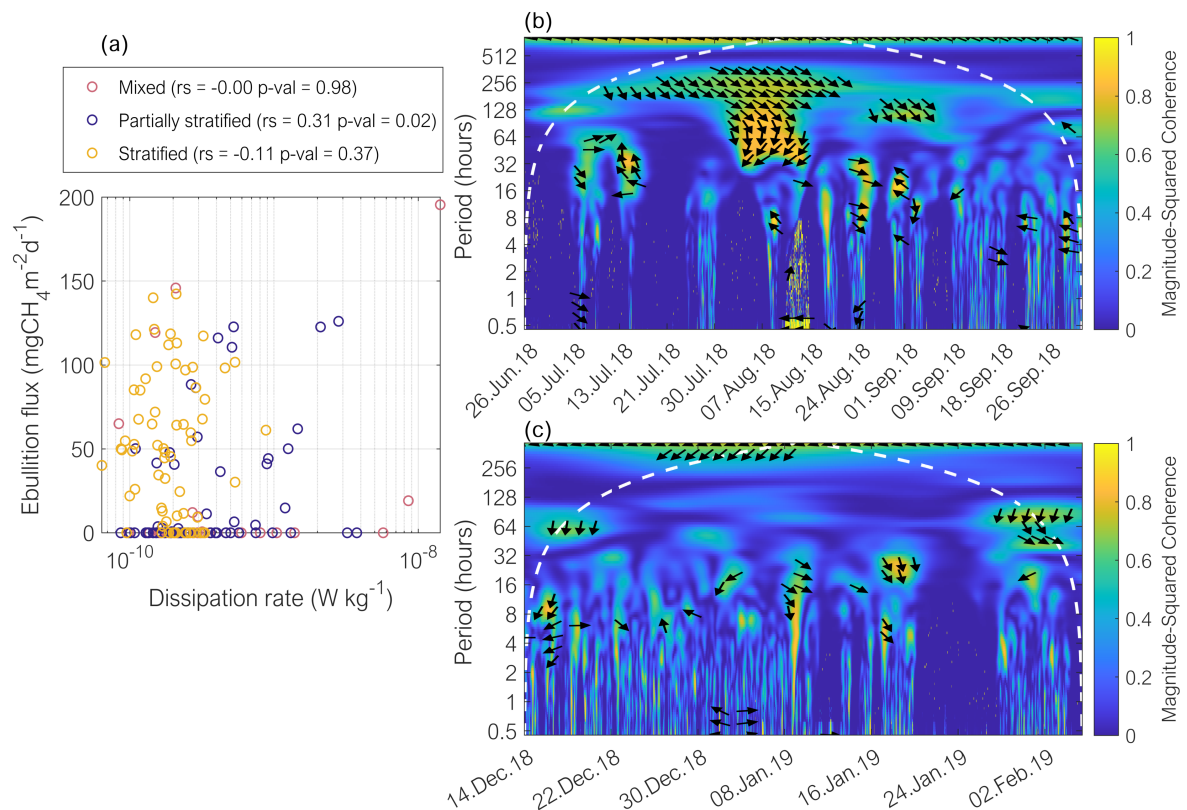 (a)
Mixed (rs = -0.00 p-val = 0.98)
Partially stratified (rs = 0.31 p-val = 0.02)
Stratified (rs = -0.11 p-val = 0.37)
Ebullition flux (mgCH4m-2d-1)
200
150
100
50
0
10-10
10-8
Dissipation rate (W kg-1)
(b)
Period (hours)
512
256
128
64
32
16
8
4
2
1
0.5
26.Jun.18
05.Jul.18
13.Jul.18
21.Jul.18
30.Jul.18
07.Aug.18
15.Aug.18
24.Aug.18
01.Sep.18
09.Sep.18
18.Sep.18
26.Sep.18
1
0.8
0.6
0.4
0.2
0
Magnitude-Squared Coherence
(c)
Period (hours)
256
128
64
32
16
8
4
2
1
0.5
14.Dec.18
22.Dec.18
30.Dec.18
08.Jan.19
16.Jan.19
24.Jan.19
02.Feb.19
1
0.8
0.6
0.4
0.2
0
Magnitude-Squared Coherence